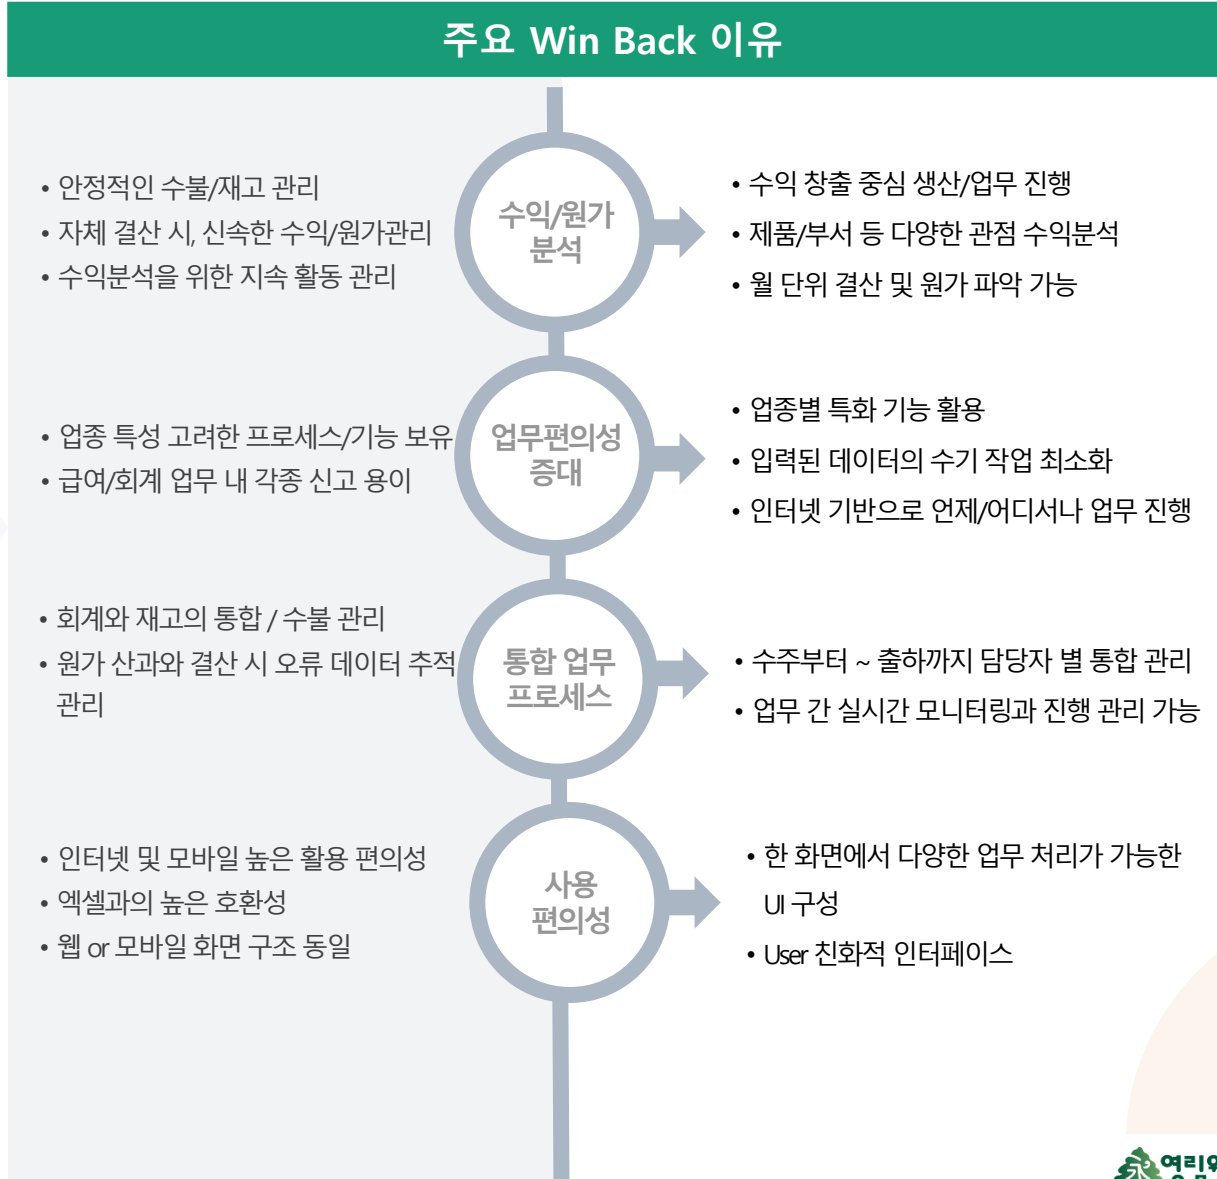 주요 Win Back 이유
• 안정적인 수불/재고 관리
• 자체 결산 시, 신속한 수익/원가관리
• 수익분석을 위한 지속 활동 관리
수익/원가
분석
• 수익 창출 중심 생산/업무 진행
• 제품/부서 등 다양한 관점 수익분석
• 월 단위 결산 및 원가 파악 가능
• 업종 특성 고려한 프로세스/기능 보유
• 급여/회계 업무 내 각종 신고 용이
업무편의성
증대
• 업종별 특화 기능 활용
• 입력된 데이터의 수기 작업 최소화
• 인터넷 기반으로 언제/어디서나 업무 진행
• 회계와 재고의 통합 / 수불 관리
• 원가 산과와 결산 시 오류 데이터 추적
관리
통합 업무
프로세스
• 수주부터 ~ 출하까지 담당자 별 통합 관리
• 업무 간 실시간 모니터링과 진행 관리 가능
• 인터넷 및 모바일 높은 활용 편의성
• 엑셀과의 높은 호환성
• 웹 or 모바일 화면 구조 동일
사용
편의성
• 한 화면에서 다양한 업무 처리가 가능한
UI 구성
• User 친화적 인터페이스